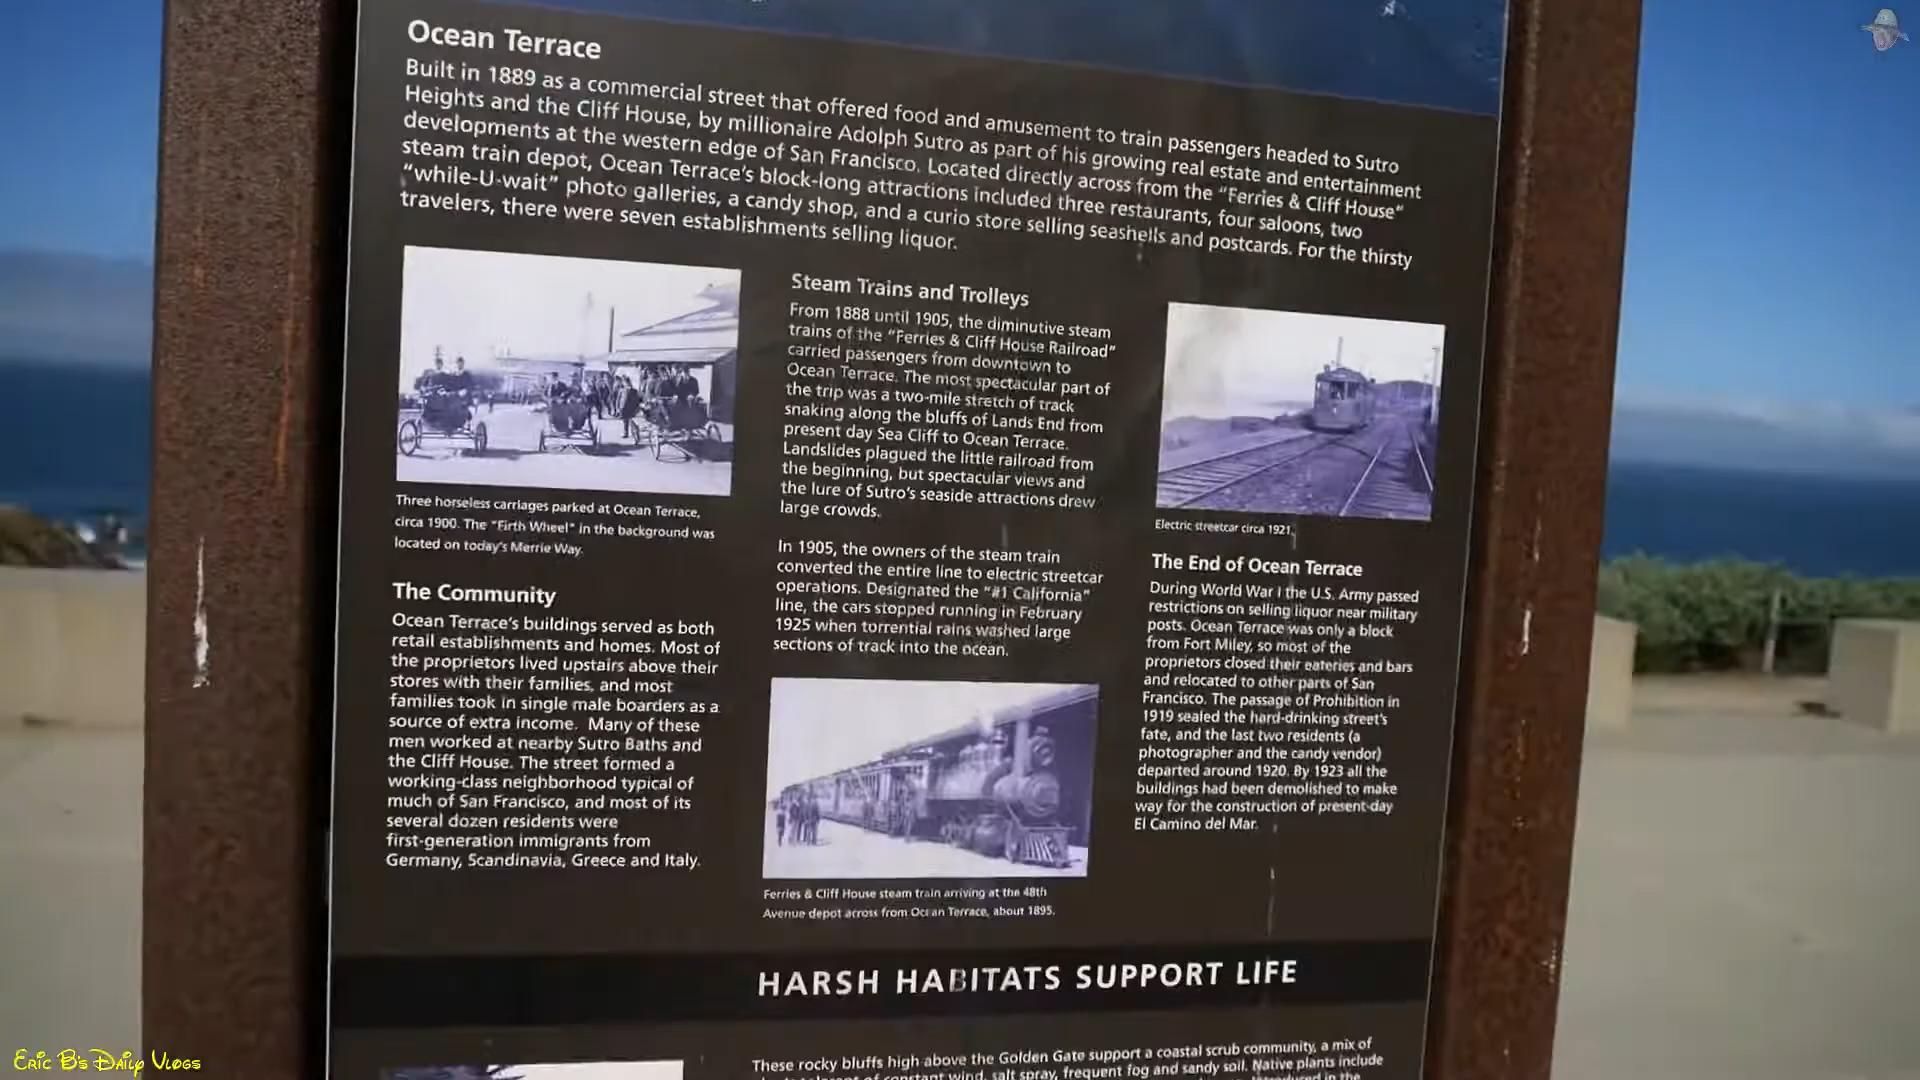 Ocean Terrace
Built in 1889 as a commercial street that offered food and amusement to train passengers headed to Sutro
Heights and the Cliff House, by millionaire Adolph Sutro as part of his growing real estate and entertainment
developments at the western edge of San Francisco. Located directly across from the “Ferries & Cliff House”
steam train depot, Ocean Terrace’s block-long attractions included three restaurants, four saloons, two
“while-U-wait” photo galleries, a candy shop, and a curio store selling seashells and postcards. For the thirsty
travelers, there were seven establishments selling liquor.
Three horseless carriages parked at Ocean Terrace,
circa 1900. The “Firth Wheel” in the background was
located on today’s Merrie Way.
The Community
Ocean Terrace’s buildings served as both
retail establishments and homes. Most of
the proprietors lived upstairs above their
stores with their families, and most
families took in single male boarders as a
source of extra income. Many of these
men worked at nearby Sutro Baths and
the Cliff House. The street formed a
working-class neighborhood typical of
much of San Francisco, and most of its
several dozen residents were
first-generation immigrants from
Germany, Scandinavia, Greece and Italy.
Steam Trains and Trolleys
From 1888 until 1905, the diminutive steam
trains of the “Ferries & Cliff House Railroad”
carried passengers from downtown to
Ocean Terrace. The most spectacular part of
the trip was a two-mile stretch of track
snaking along the bluffs of Lands End from
present day Sea Cliff to Ocean Terrace.
Landslides plagued the little railroad from
the beginning, but spectacular views and
the lure of Sutro’s seaside attractions drew
large crowds.
In 1905, the owners of the steam train
converted the entire line to electric streetcar
operations. Designated the “#1 California”
line, the cars stopped running in February
1925 when torrential rains washed large
sections of track into the ocean.
Ferries & Cliff House steam train arriving at the 48th
Avenue depot across from Ocean Terrace, about 1895.
Electric streetcar circa 1921.
The End of Ocean Terrace
During World War I the U.S. Army passed
restrictions on selling liquor near military
posts. Ocean Terrace was only a block
from Fort Miley, so most of the
proprietors closed their eateries and bars
and relocated to other parts of San
Francisco. The passage of Prohibition in
1919 sealed the hard-drinking street’s
fate, and the last two residents (a
photographer and the candy vendor)
departed around 1920. By 1923 all the
buildings had been demolished to make
way for the construction of present-day
El Camino del Mar.
HARSH HABITATS SUPPORT LIFE
These rocky bluffs high above the Golden Gate support a coastal scrub community, a mix of
of constant wind, salt spray, frequent fog and sandy soil. Native plants include
in the
Eric B's Daily Vlogs